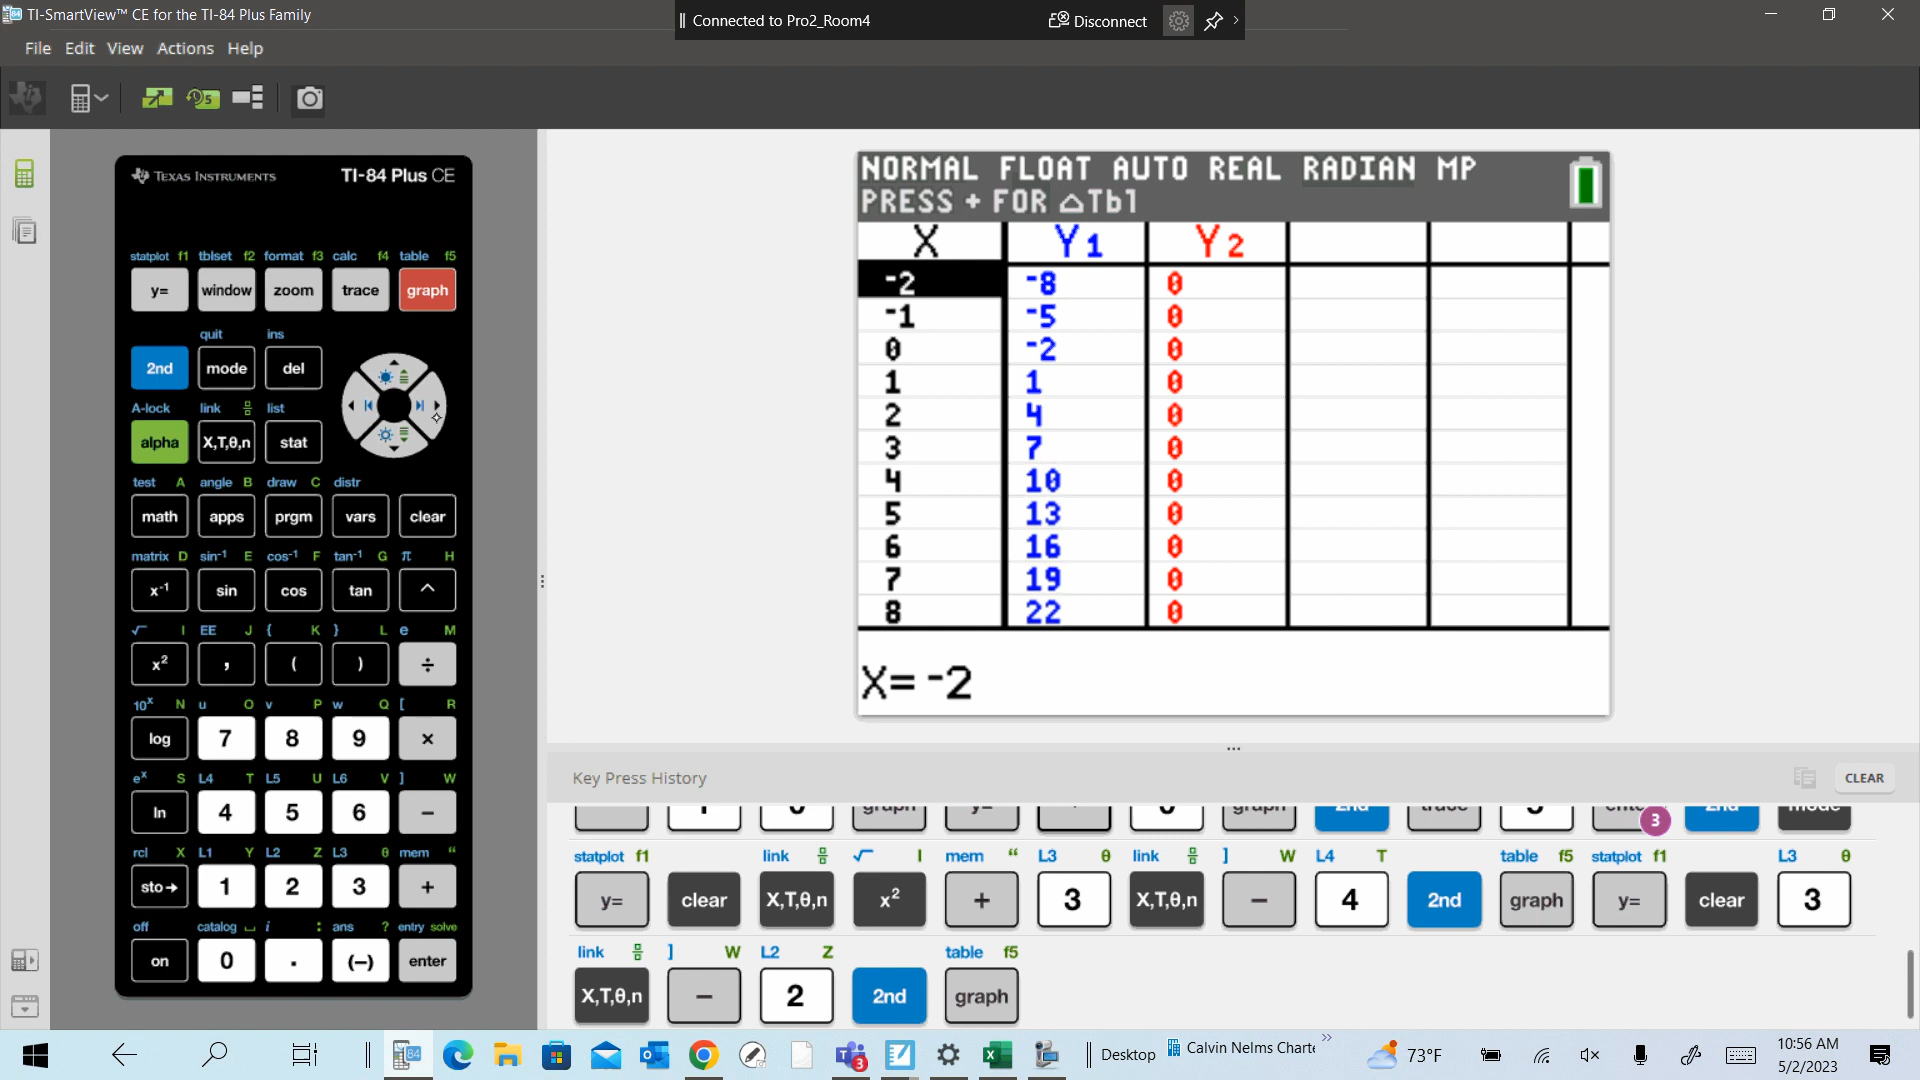 TI-SmartView™ CE for the TI-84 Plus Family
Connected to Pro2_Room4
Disconnect
File Edit View Actions Help
TEXAS INSTRUMENTS TI-84 Plus CE
statplot f1 tblset f2 format f3 calc f4 table f5
y= window zoom trace graph
quit ins
2nd mode del
A-lock link list
alpha X,T,θ,n stat
test A angle B draw C distr
math apps prgm vars clear
matrix D sin⁻¹ E cos⁻¹ F tan⁻¹ G π H
x⁻¹ sin cos tan ^
√ I EE J { K } L e M
x² , ( ) ÷
10ˣ N u O v P w Q [ R
log 7 8 9 ×
eˣ S L4 T L5 U L6 V ] W
ln 4 5 6 −
rcl X L1 Y L2 Z L3 θ mem “
sto→ 1 2 3 +
off catalog ⎵ i : ans ? entry solve
on 0 . (−) enter
NORMAL FLOAT AUTO REAL RADIAN MP
PRESS + FOR △Tbl
X Y1 Y2
-2 -8 0
-1 -5 0
0 -2 0
1 1 0
2 4 0
3 7 0
4 10 0
5 13 0
6 16 0
7 19 0
8 22 0
X= -2
Key Press History
CLEAR
3
statplot f1 link √ I mem “ L3 θ link ] W L4 T table f5 statplot f1 L3 θ
y= clear X,T,θ,n x² + 3 X,T,θ,n − 4 2nd graph y= clear 3
link ] W L2 Z table f5
X,T,θ,n − 2 2nd graph
84
3
Desktop
Calvin Nelms Charte
73°F
10:56 AM
5/2/2023